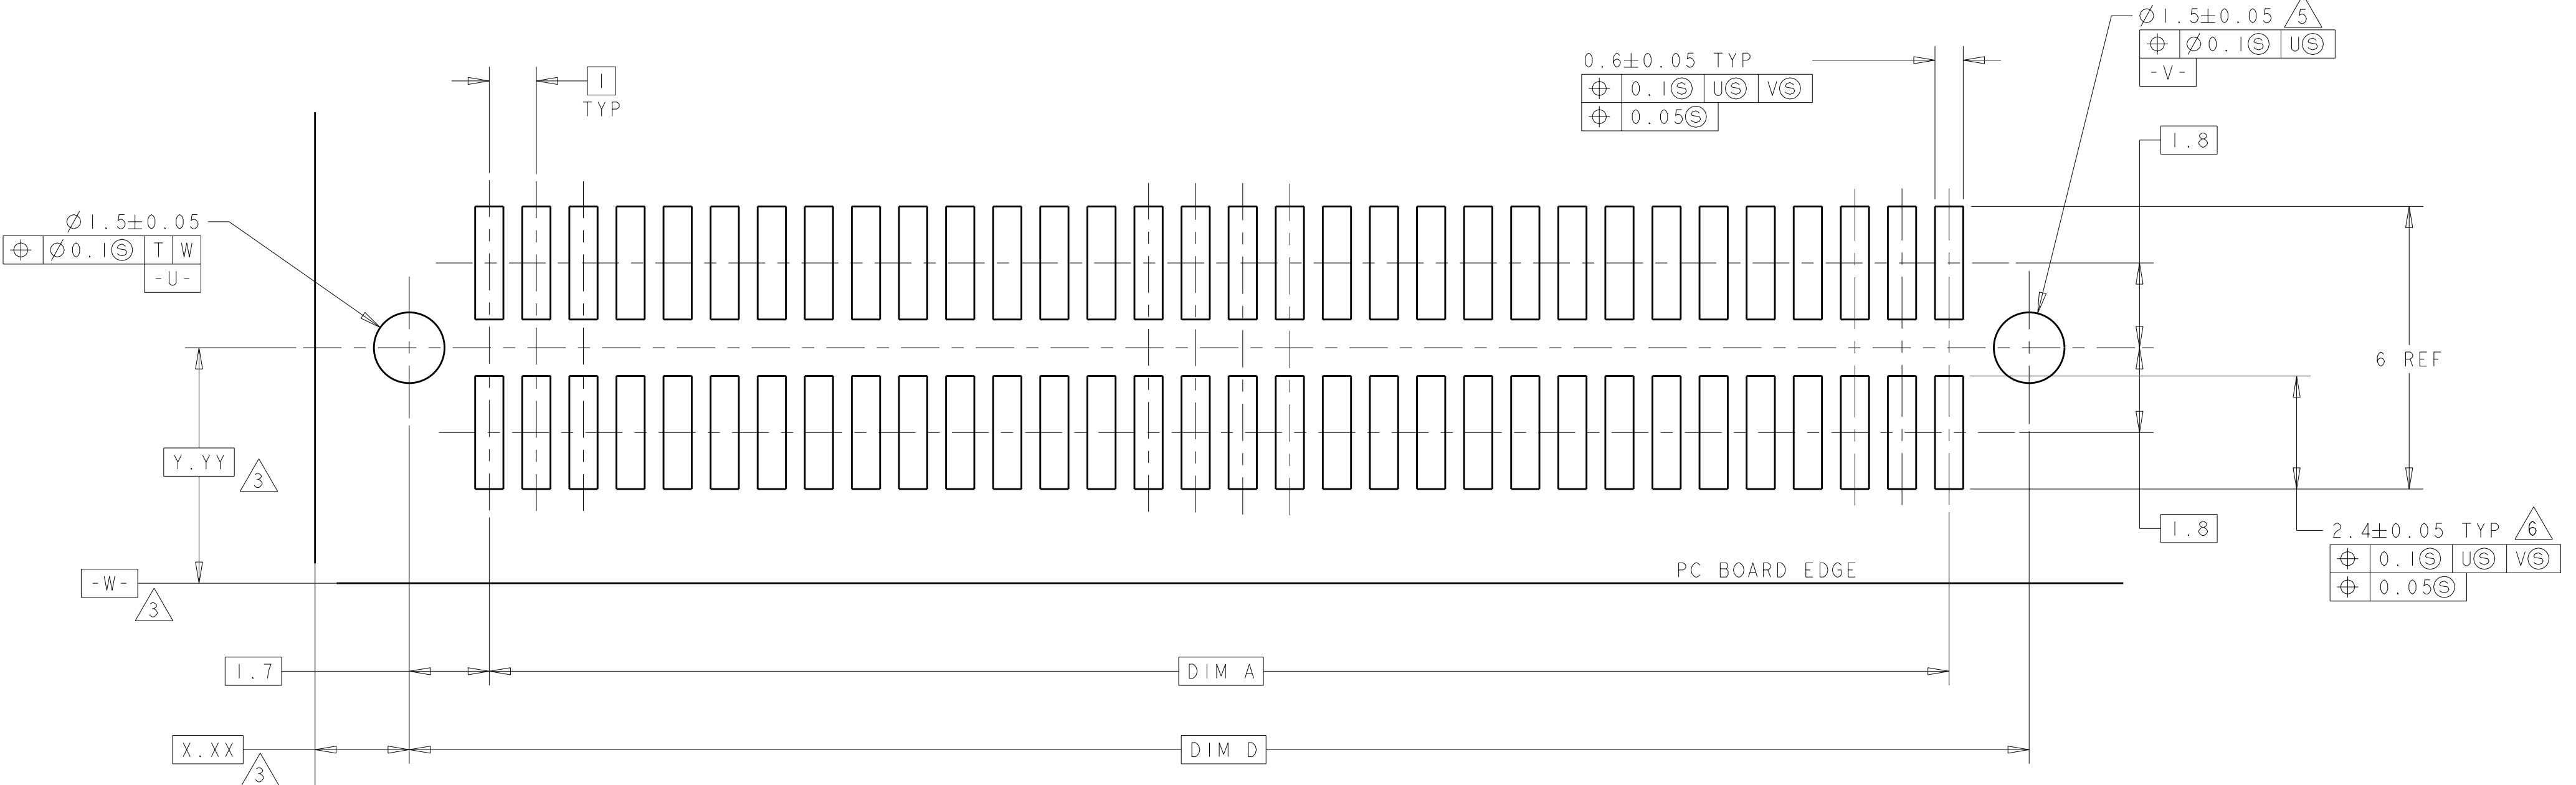 Ø1.5±0.05 5
⌖ Ø0.1Ⓢ UⓈ
-V-
0.6±0.05 TYP
⌖ 0.1Ⓢ UⓈ VⓈ
⌖ 0.05Ⓢ
1
TYP
1.8
Ø1.5±0.05
⌖ Ø0.1Ⓢ T W
-U-
6 REF
Y.YY 3
1.8
2.4±0.05 TYP 6
⌖ 0.1Ⓢ UⓈ VⓈ
⌖ 0.05Ⓢ
PC BOARD EDGE
-W-
3
1.7
DIM A
X.XX
3
DIM D